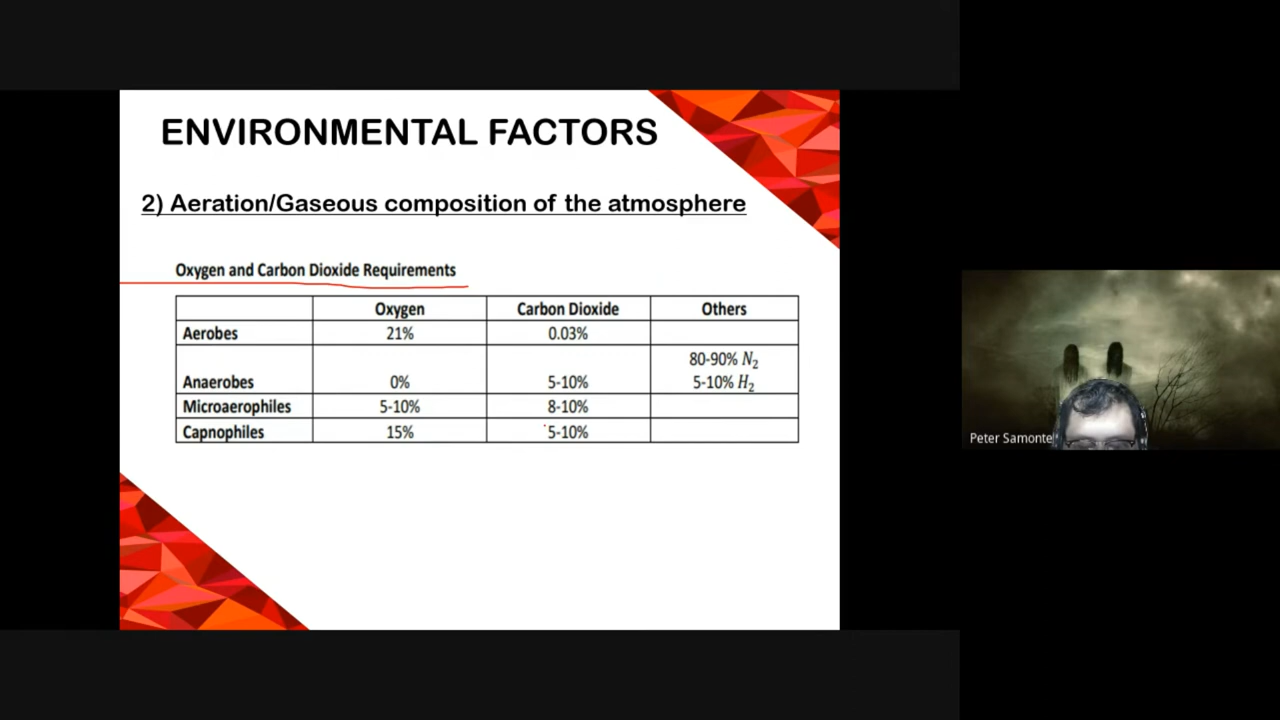 ENVIRONMENTAL FACTORS
2) Aeration/Gaseous composition of the atmosphere
Oxygen and Carbon Dioxide Requirements
Oxygen Carbon Dioxide Others
Aerobes 21% 0.03%
80-90% N₂
Anaerobes 0% 5-10% 5-10% H₂
Microaerophiles 5-10% 8-10%
Capnophiles 15% 5-10%
Peter Samonte